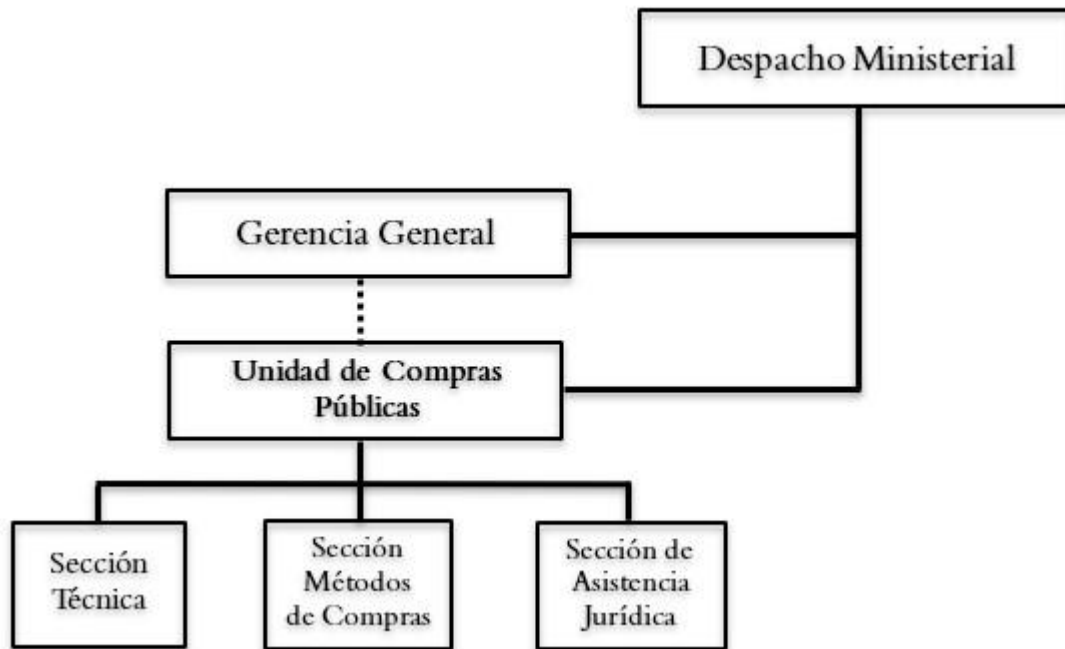 Despacho Ministerial
Gerencia General
Unidad de Compras
Públicas
Sección
Técnica
Sección
Métodos
de Compras
Sección de
Asistencia
Jurídica